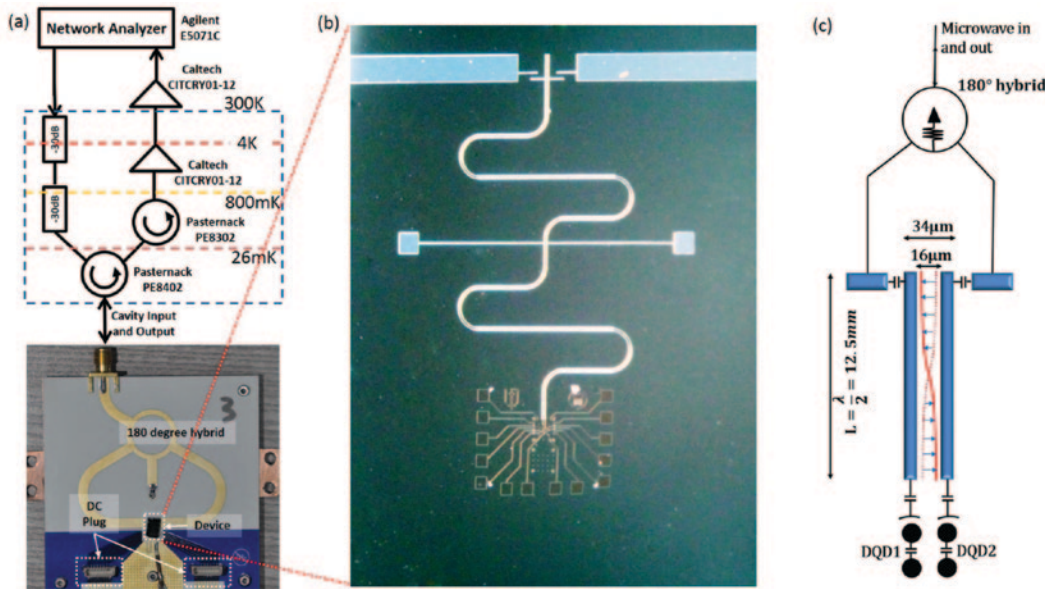 (a)
Network Analyzer
Agilent
E5071C
Caltech
CITCRY01-12
300K
-30dB
4K
Caltech
CITCRY01-12
800mK
-30dB
Pasternack
PE8302
26mK
Pasternack
PE8402
Cavity Input
and Output
3
180 degree hybrid
DC
Plug
Device
(b)
(c)
Microwave in
and out
180° hybrid
34μm
16μm
L = λ/2 = 12.5mm
DQD1
DQD2